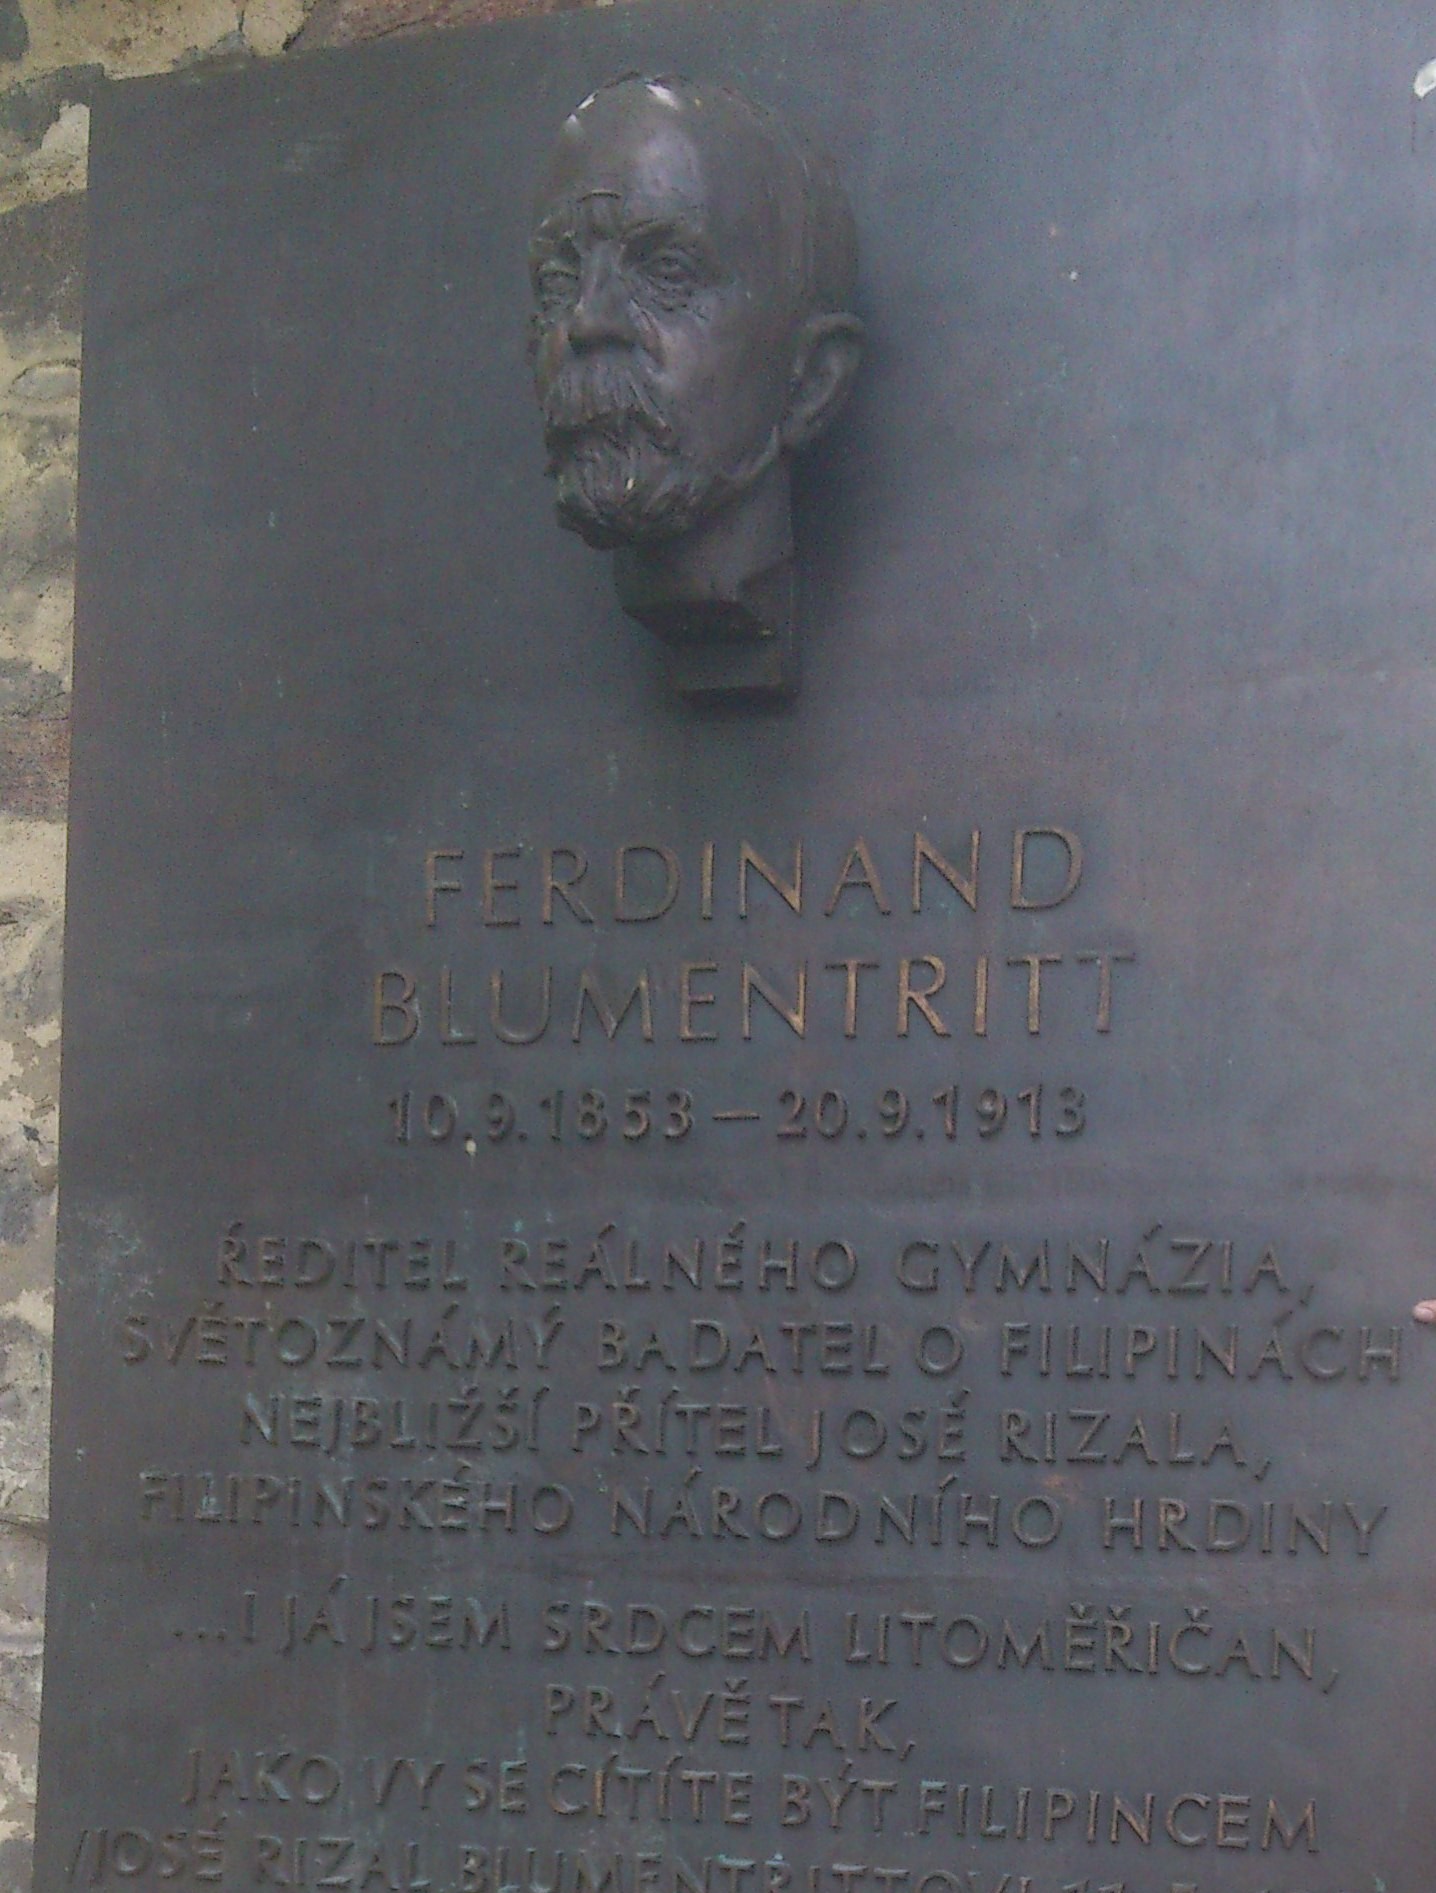 FERDINAND
BLUMENTRITT
10.9.1853–20.9.1913
ŘEDITEL REÁLNÉHO GYMNÁZIA,
SVĚTOZNÁMÝ BADATEL O FILIPINÁCH
NEJBLIŽŠÍ PŘÍTEL JOSÉ RIZALA,
FILIPINSKÉHO NÁRODNÍHO HRDINY
...I JÁ JSEM SRDCEM LITOMĚŘIČAN,
PRÁVĚ TAK,
JAKO VY SE CÍTÍTE BÝT FILIPINCEM
/JOSÉ RIZAL BLUMENTRITTOVI